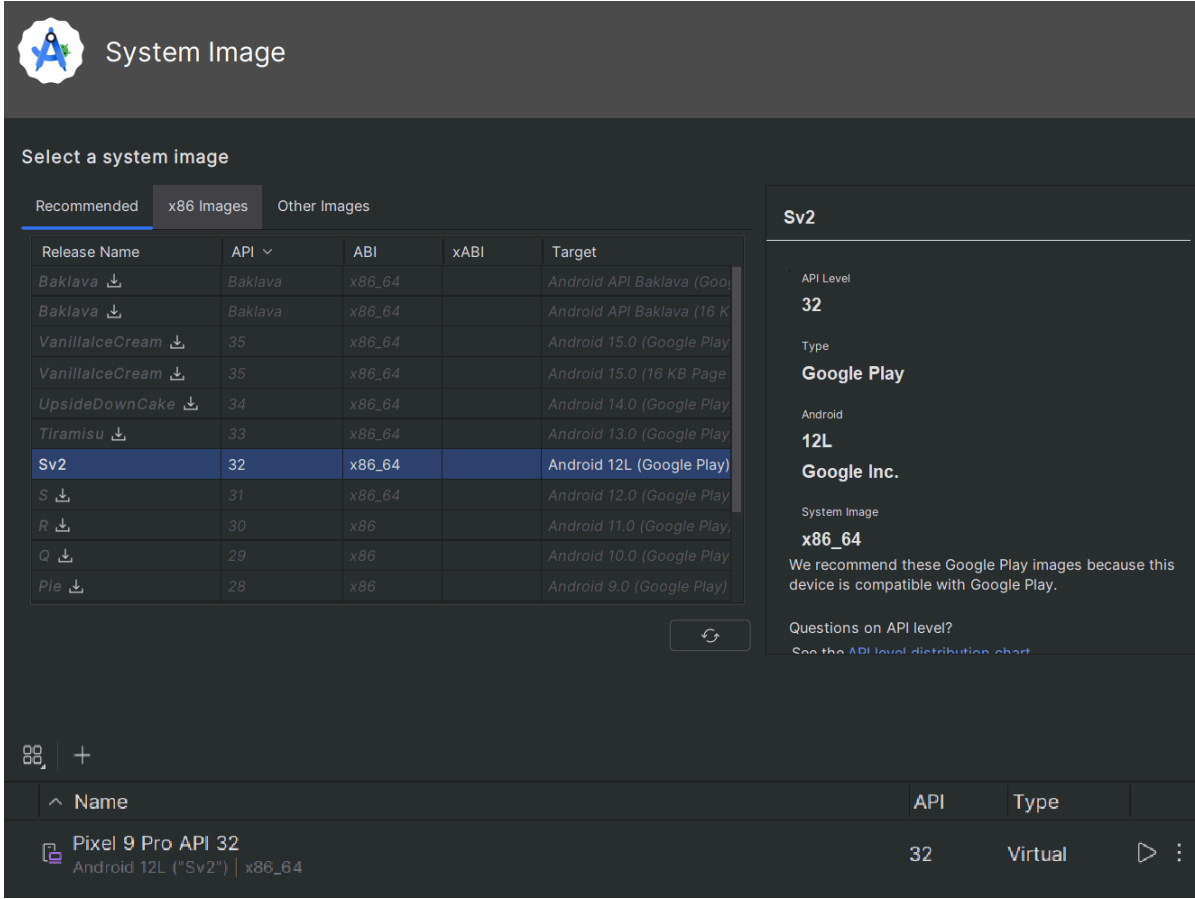 System Image
Select a system image
Recommended x86 Images Other Images
Release Name API ABI xABI Target
Baklava Baklava x86_64 Android API Baklava (Goo
Baklava Baklava x86_64 Android API Baklava (16 K
VanillaIceCream 35 x86_64 Android 15.0 (Google Play
VanillaIceCream 35 x86_64 Android 15.0 (16 KB Page
UpsideDownCake 34 x86_64 Android 14.0 (Google Play
Tiramisu 33 x86_64 Android 13.0 (Google Play
Sv2 32 x86_64 Android 12L (Google Play)
S 31 x86_64 Android 12.0 (Google Play
R 30 x86 Android 11.0 (Google Play)
Q 29 x86 Android 10.0 (Google Play
Pie 28 x86 Android 9.0 (Google Play)
Sv2
API Level
32
Type
Google Play
Android
12L
Google Inc.
System Image
x86_64
We recommend these Google Play images because this
device is compatible with Google Play.
Questions on API level?
See the API level distribution chart
Name API Type
Pixel 9 Pro API 32 32 Virtual
Android 12L ("Sv2") | x86_64